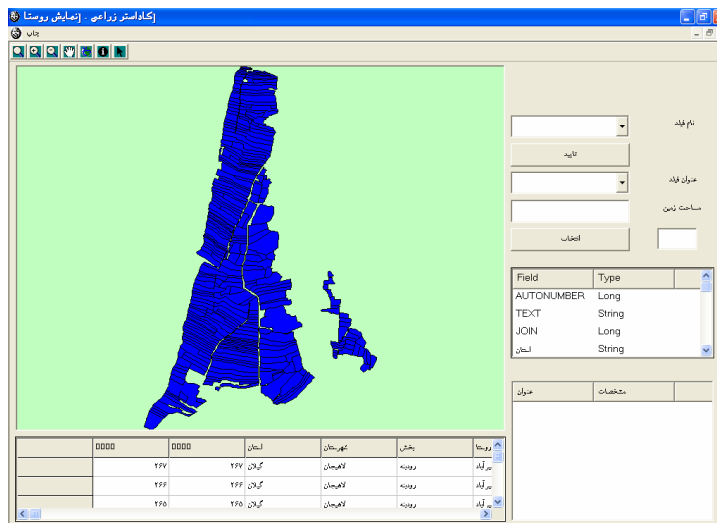 [کاداستر زراعی - [نمایش روستا
چاپ
نام فیلد
تایید
عنوان فیلد
مساحت زمین
انتخاب
Field Type
AUTONUMBER Long
TEXT String
JOIN Long
استان String
عنوان مشخصات
استان شهرستان بخش روستا
۲۶۷ ۲۶۷ گیلان لاهیجان رودبنه
۲۶۶ ۲۶۶ گیلان لاهیجان رودبنه
۲۶۵ ۲۶۵ گیلان لاهیجان رودبنه